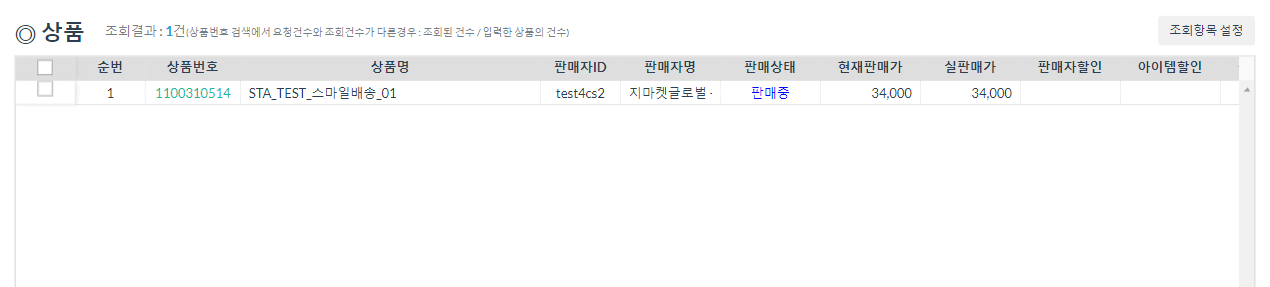 ◎ 상품 조회결과 : 1건(상품번호 검색에서 요청건수와 조회건수가 다른경우 : 조회된 건수 / 입력한 상품의 건수) 조회항목 설정
순번 상품번호 상품명 판매자ID 판매자명 판매상태 현재판매가 실판매가 판매자할인 아이템할인
1 1100310514 STA_TEST_스마일배송_01 test4cs2 지마켓글로벌 판매중 34,000 34,000